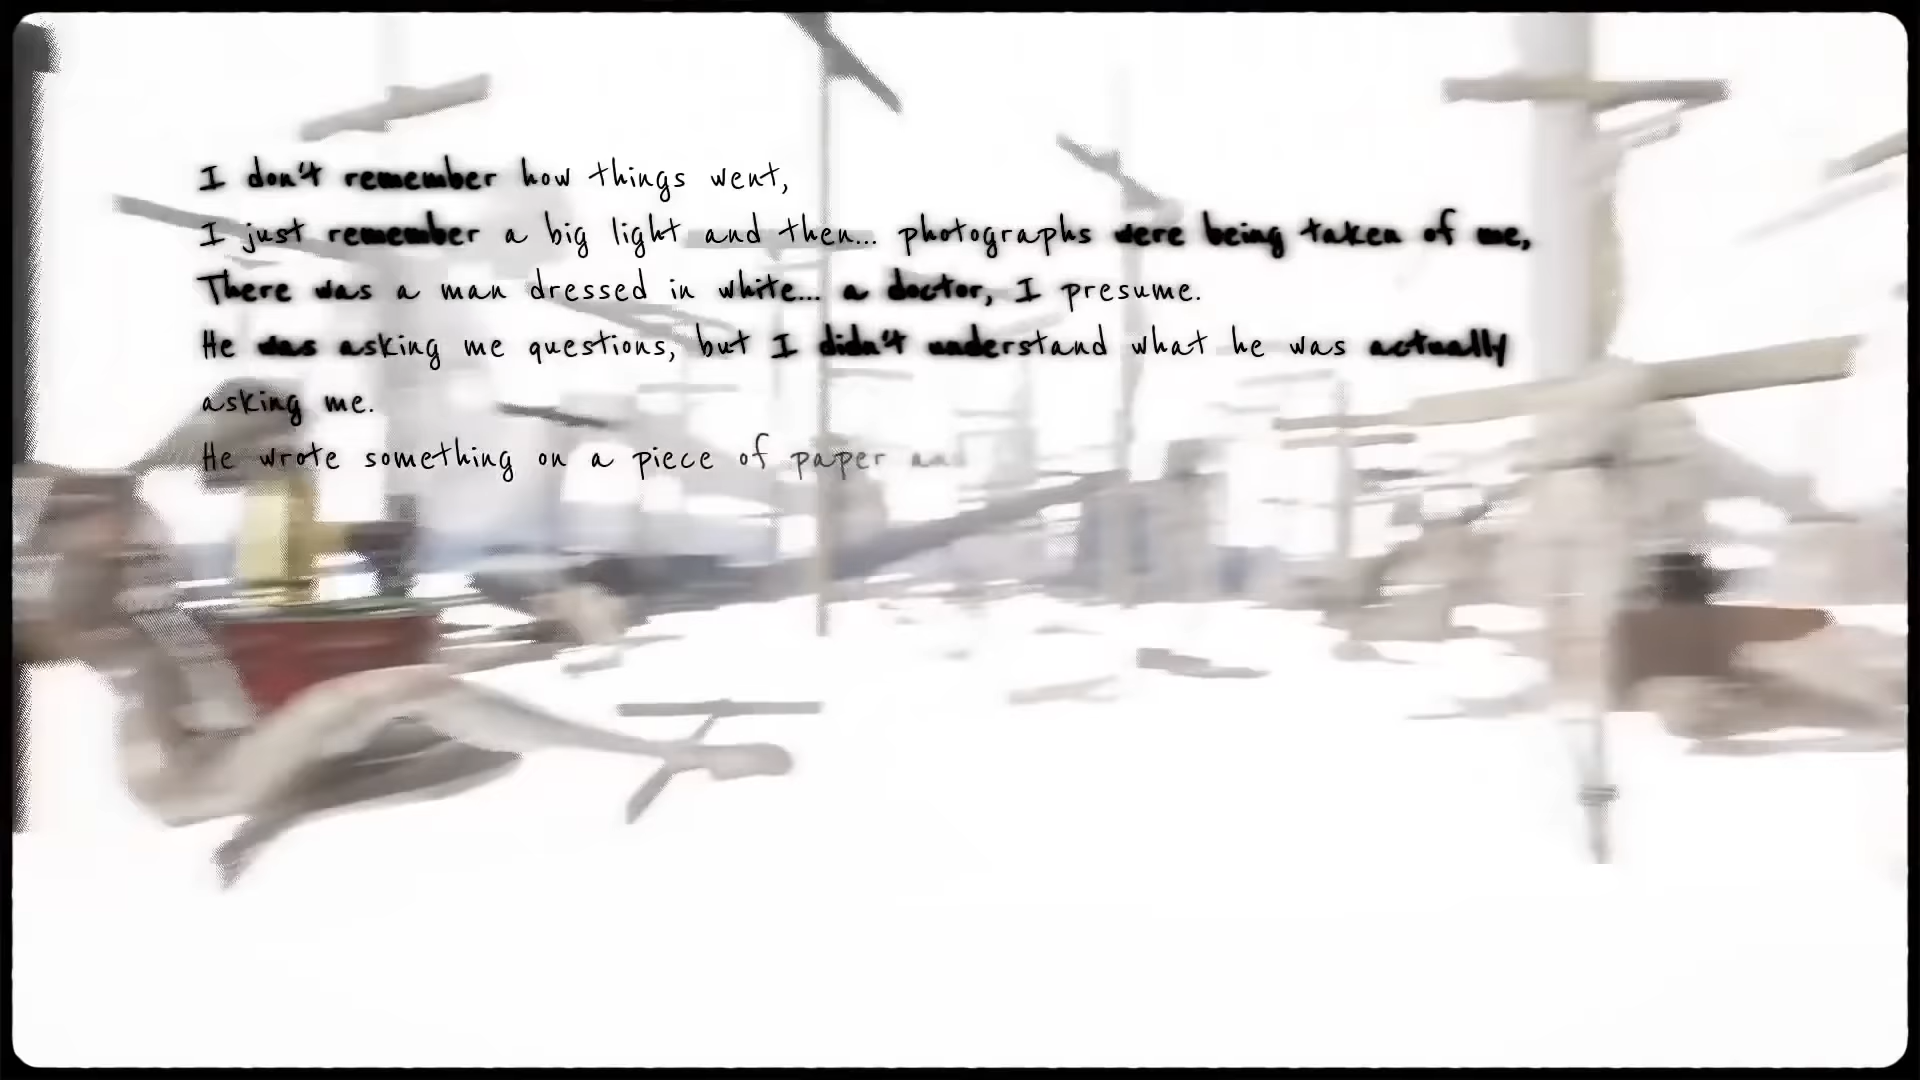 I don't remember how things went,
I just remember a big light and then... photographs were being taken of me,
There was a man dressed in white... a doctor, I presume.
He was asking me questions, but I didn't understand what he was actually
asking me.
He wrote something on a piece of paper an